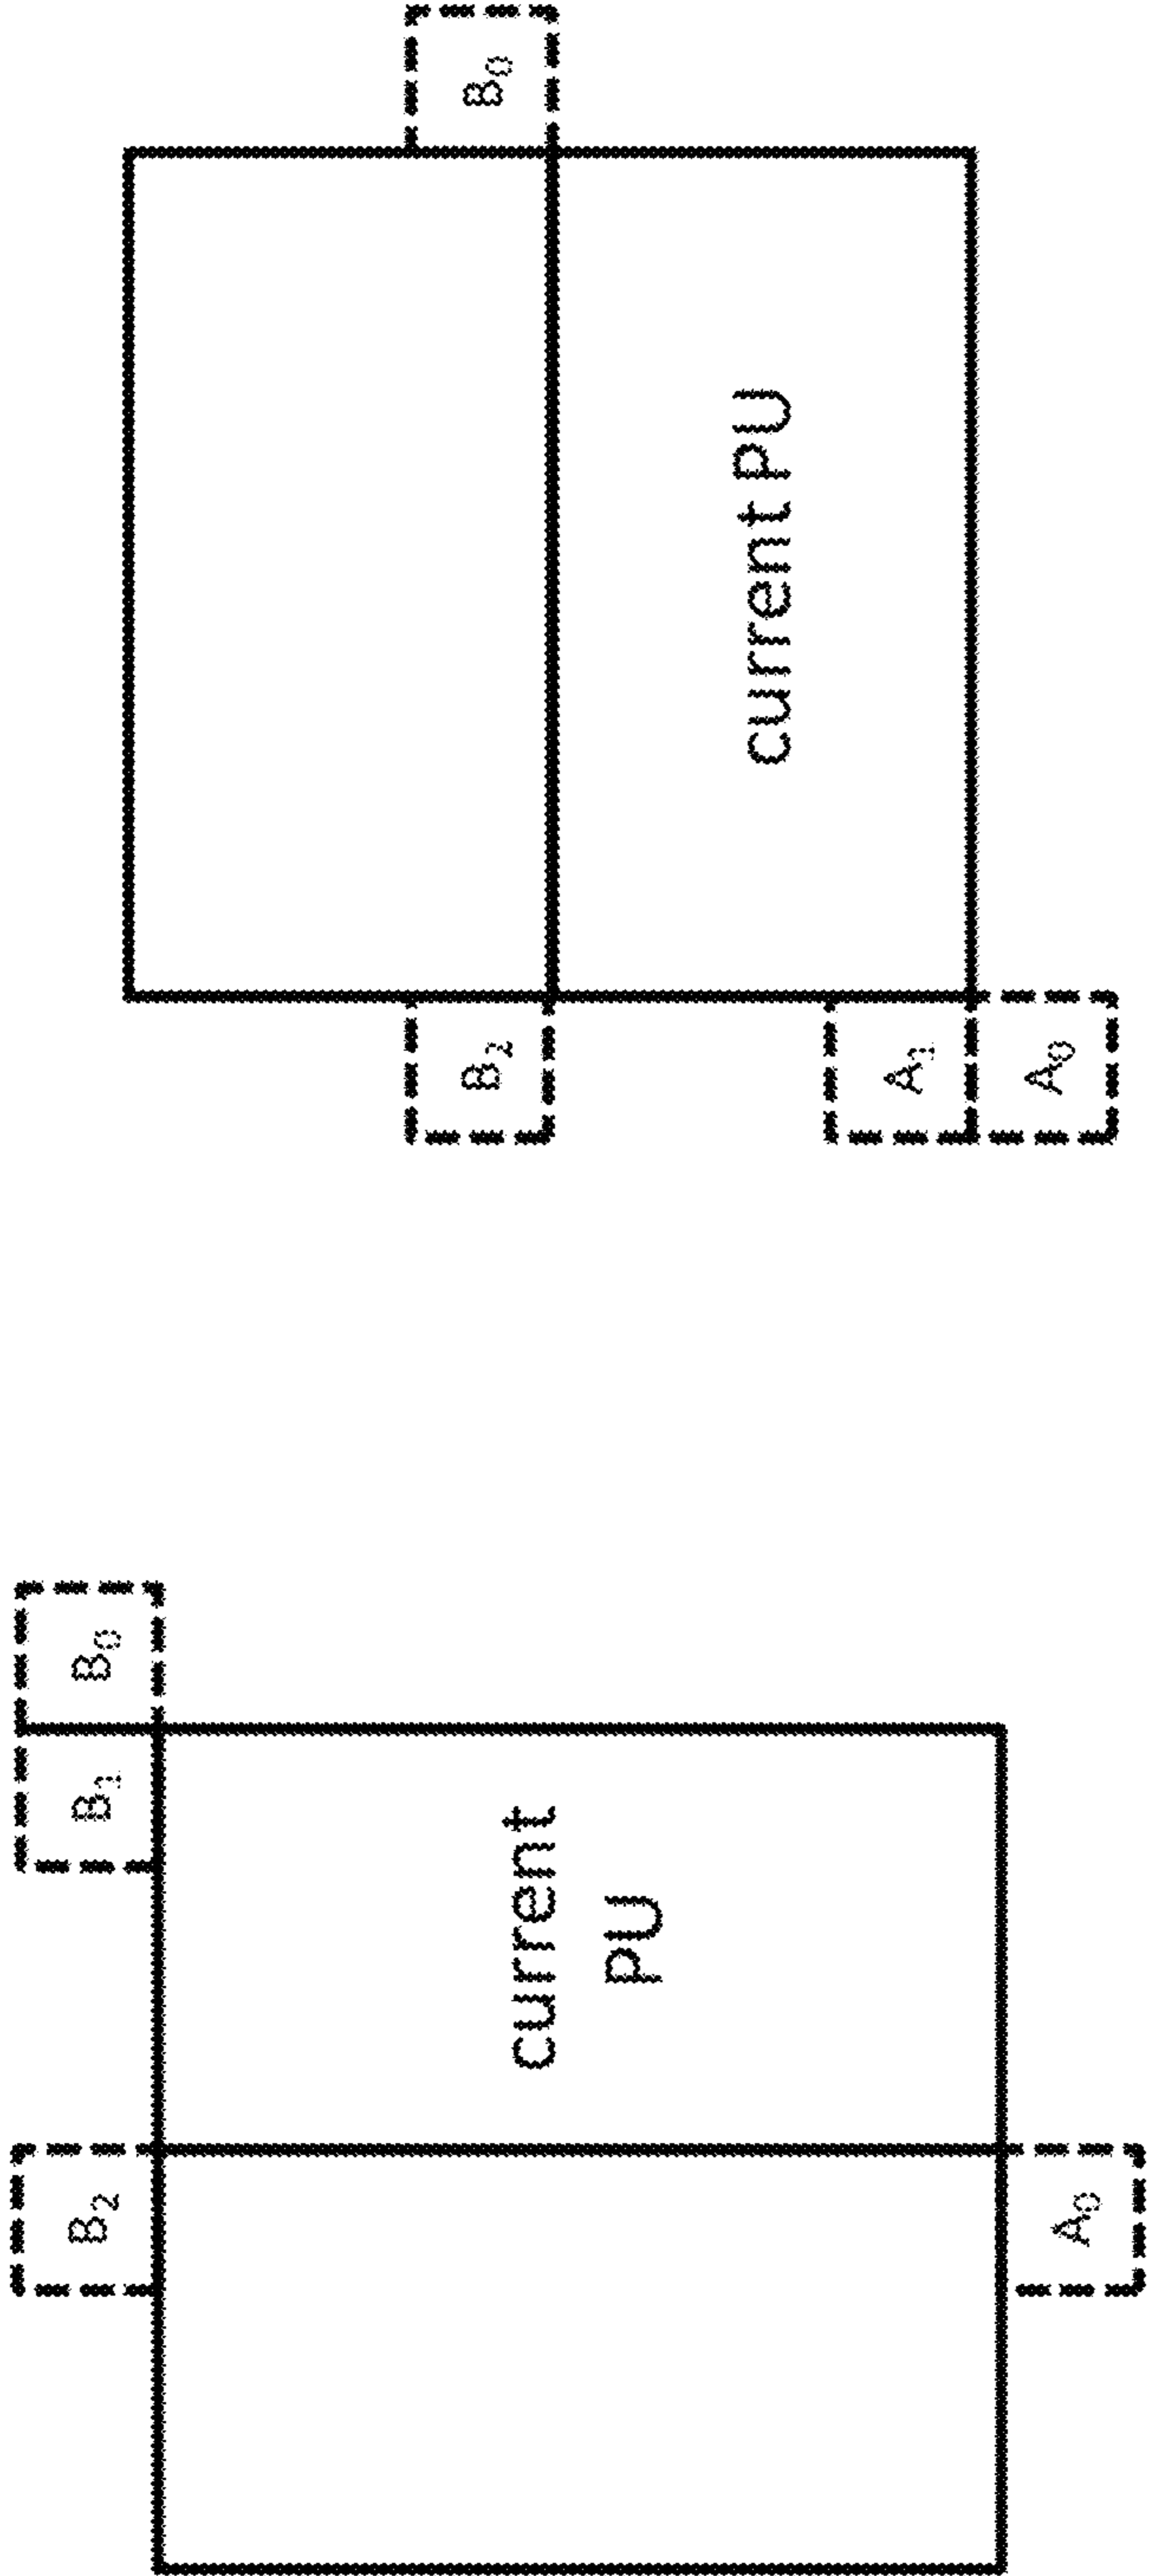 B₂ B₁ B₀
current
PU
A₀
B₂ B₀
current PU
A₁
A₀